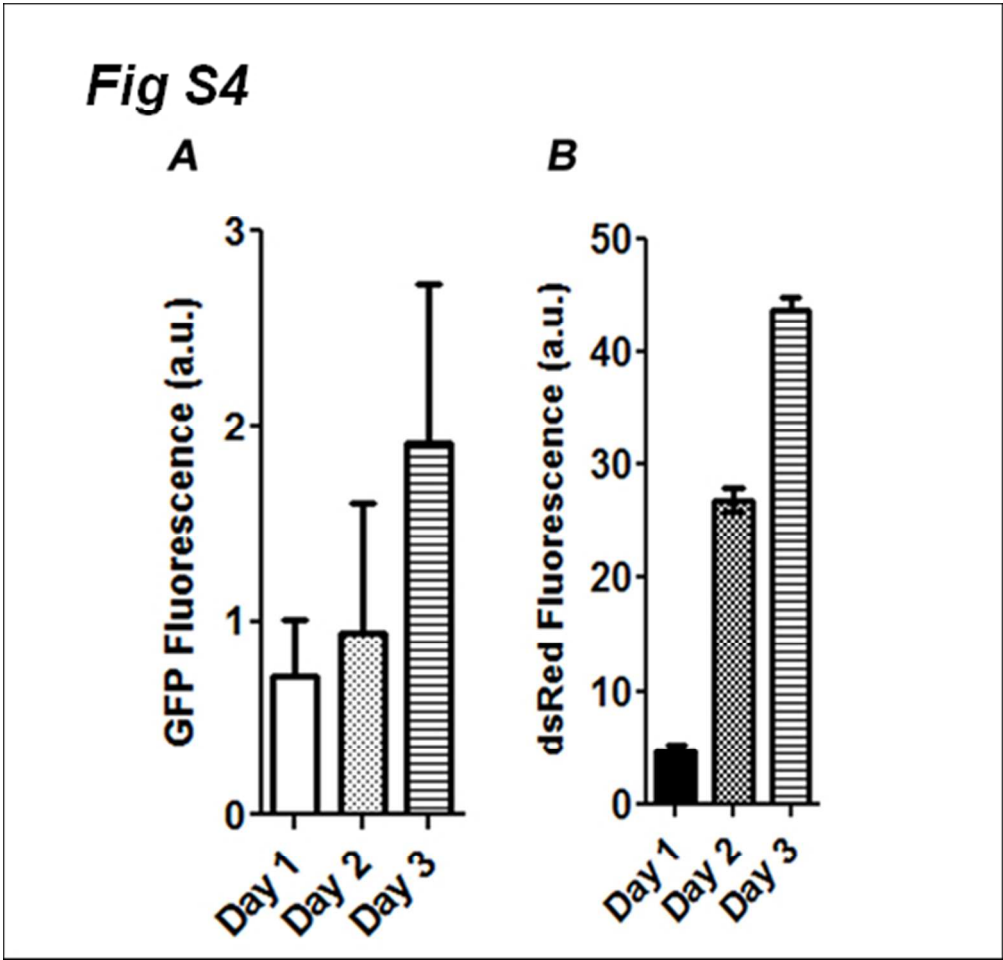 Fig S4
A
GFP Fluorescence (a.u.)
3
2
1
0
Day 1
Day 2
Day 3
B
dsRed Fluorescence (a.u.)
50
40
30
20
10
0
Day 1
Day 2
Day 3